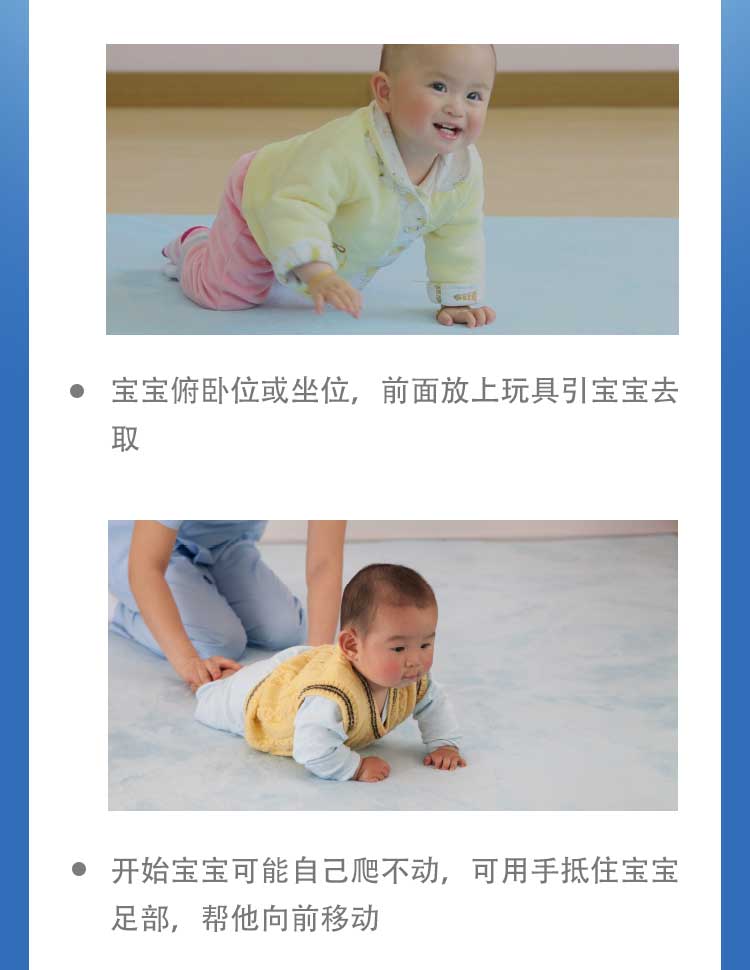 宝宝俯卧位或坐位，前面放上玩具引宝宝去
取
开始宝宝可能自己爬不动，可用手抵住宝宝
足部，帮他向前移动